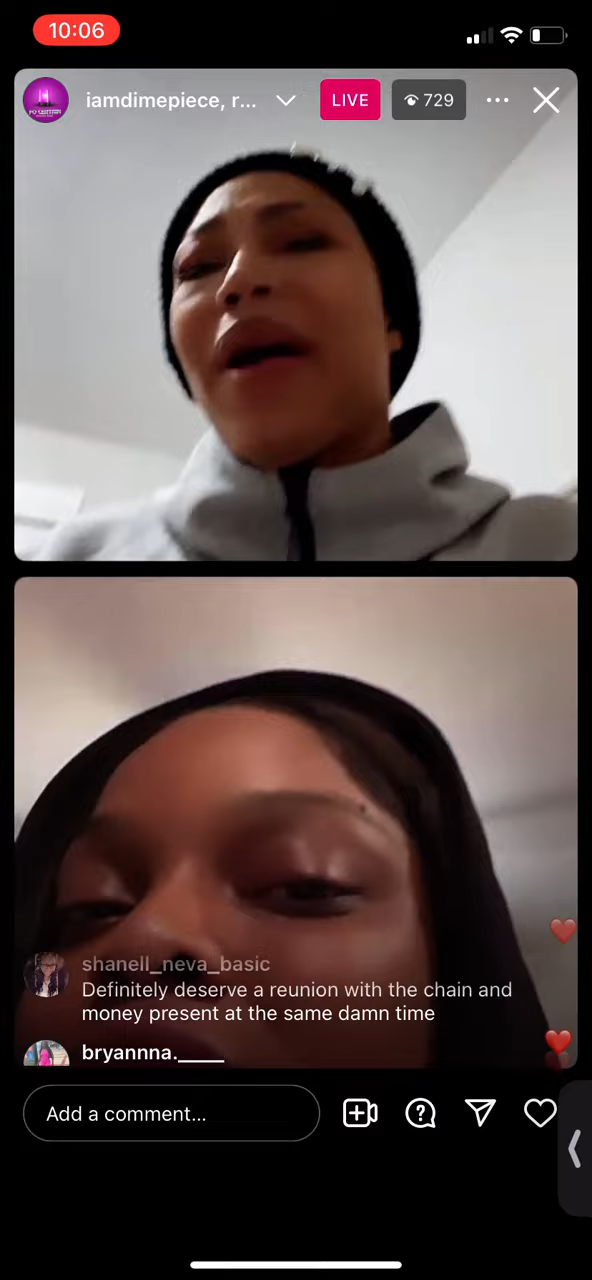 10:06
iamdimepiece, r...
LIVE
729
shanell_neva_basic
Definitely deserve a reunion with the chain and
money present at the same damn time
bryannna._____
Add a comment...